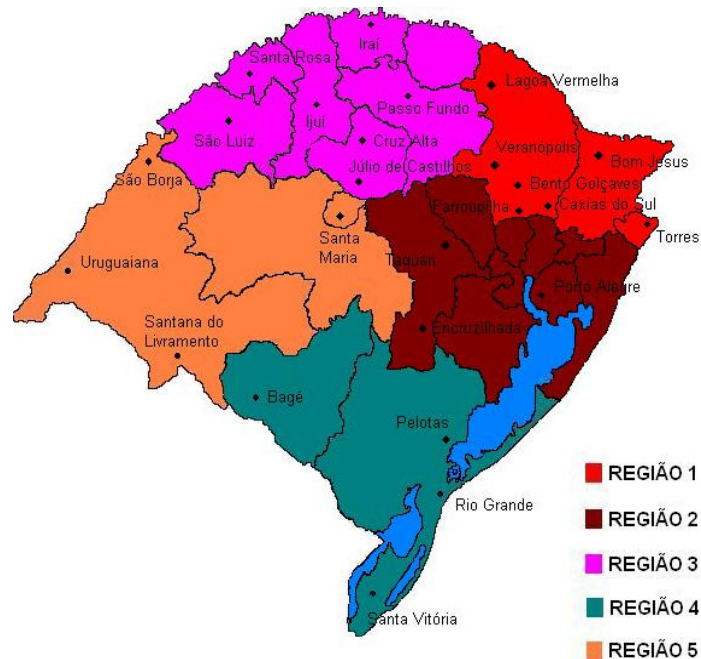 Iraí
Santa Rosa
Lagoa Vermelha
Passo Fundo
Ijuí
São Luiz
Cruz Alta
Veranópolis
Bom Jesus
Júlio de Castilhos
São Borja
Bento Golçaves
Farroupilha
Caxias do Sul
Torres
Santa
Maria
Taquari
Uruguaiana
Porto Alagre
Santana do
Livramento
Encruzilhada
Bagé
Pelotas
Rio Grande
Santa Vitória
REGIÃO 1
REGIÃO 2
REGIÃO 3
REGIÃO 4
REGIÃO 5